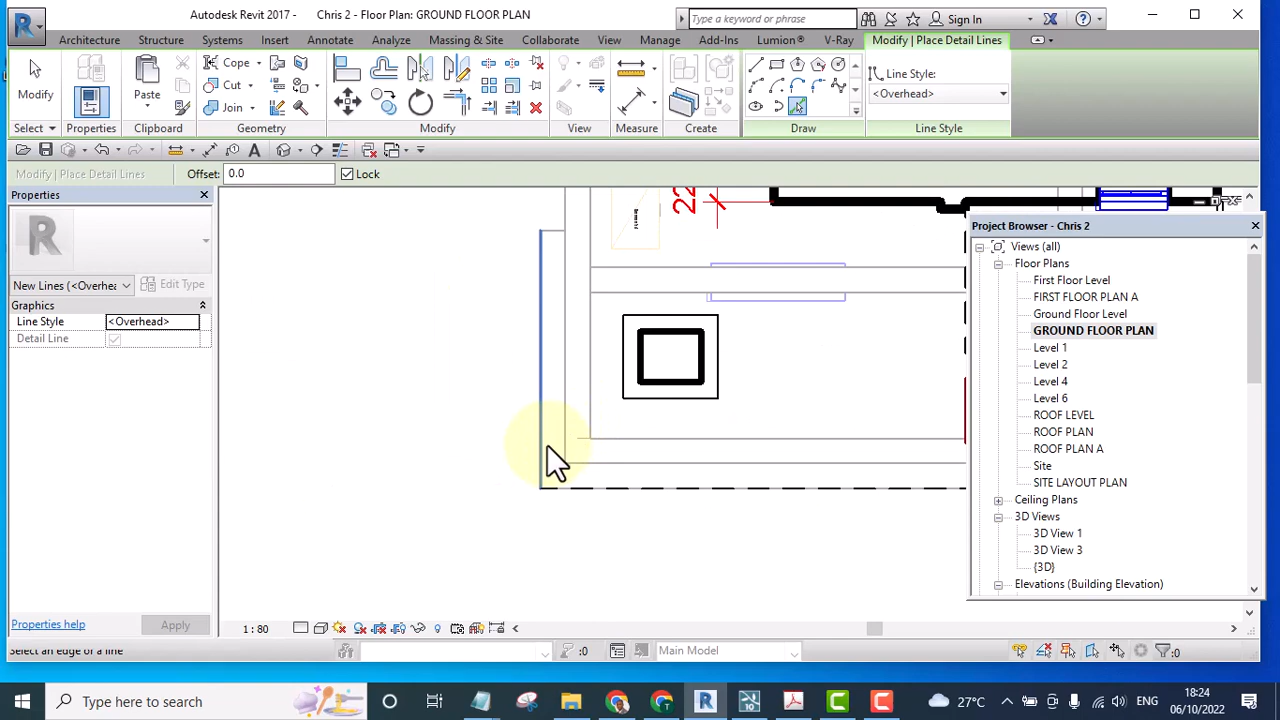 Autodesk Revit 2017 - Chris 2 - Floor Plan: GROUND FLOOR PLAN
Type a keyword or phrase
Sign In
Architecture Structure Systems Insert Annotate Analyze Massing & Site Collaborate View Manage Add-Ins Lumion® V-Ray Modify | Place Detail Lines
Modify
Paste
Cope
Cut
Join
Line Style:
<Overhead>
Select Properties Clipboard Geometry Modify View Measure Create Draw Line Style
Modify | Place Detail Lines
Offset: 0.0
Lock
Properties
New Lines (<Overhea
Edit Type
Graphics
Line Style <Overhead>
Detail Line
Properties help
Apply
22
Project Browser - Chris 2
Views (all)
Floor Plans
First Floor Level
FIRST FLOOR PLAN A
Ground Floor Level
GROUND FLOOR PLAN
Level 1
Level 2
Level 4
Level 6
ROOF LEVEL
ROOF PLAN
ROOF PLAN A
Site
SITE LAYOUT PLAN
Ceiling Plans
3D Views
3D View 1
3D View 3
{3D}
Elevations (Building Elevation)
1 : 80
Select an edge or a line
:0
Main Model
:0
Type here to search
27°C
ENG
18:24
06/10/2022